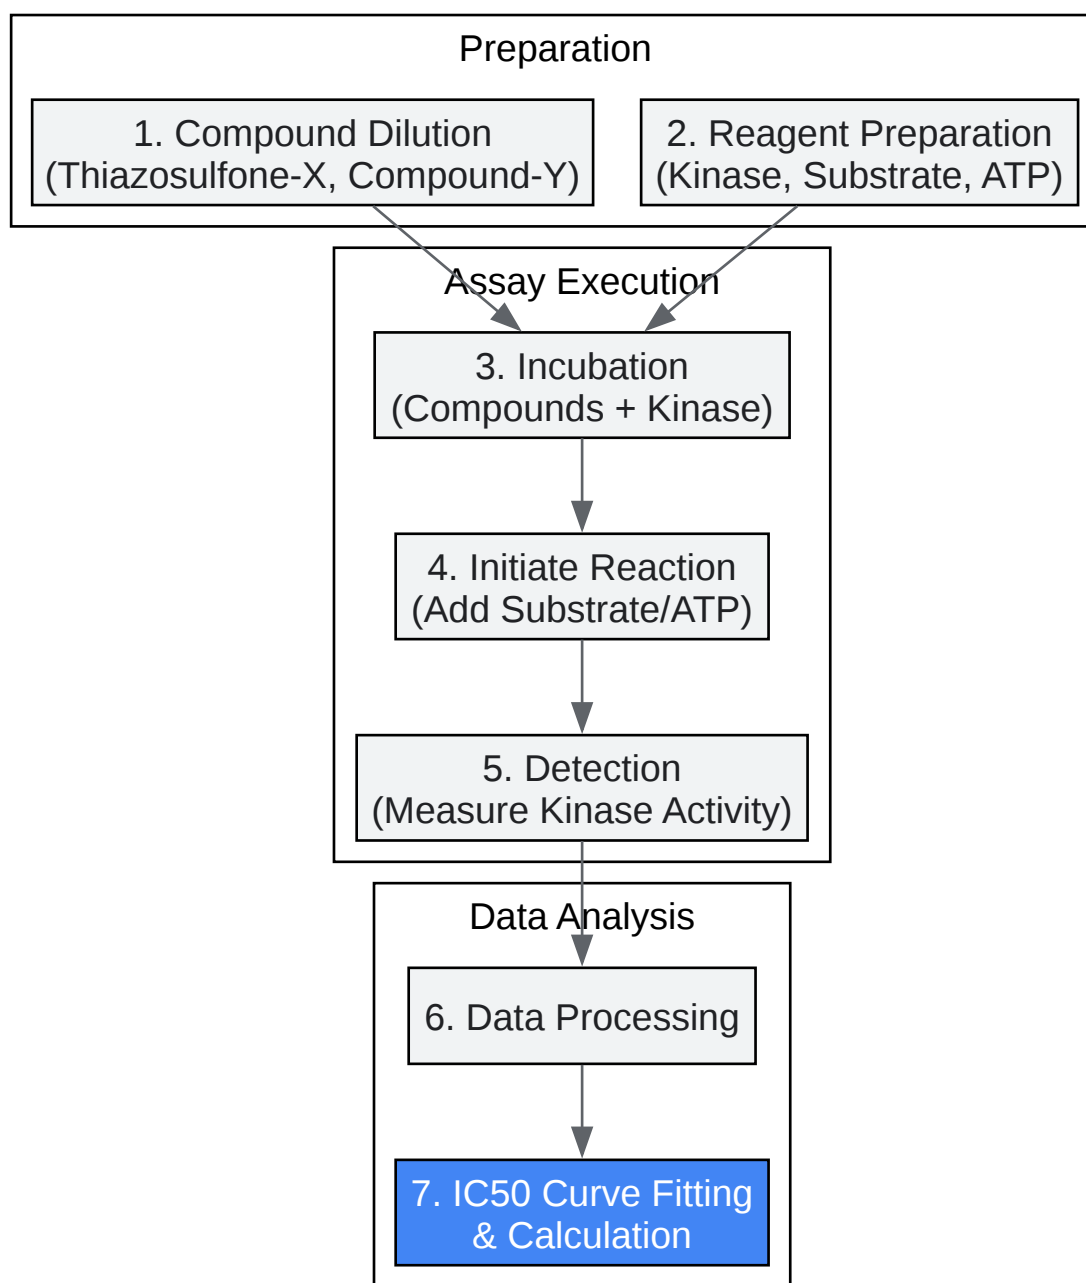 Preparation
1. Compound Dilution
(Thiazosulfone-X, Compound-Y)
2. Reagent Preparation
(Kinase, Substrate, ATP)
Assay Execution
3. Incubation
(Compounds + Kinase)
4. Initiate Reaction
(Add Substrate/ATP)
5. Detection
(Measure Kinase Activity)
Data Analysis
6. Data Processing
7. IC50 Curve Fitting
& Calculation